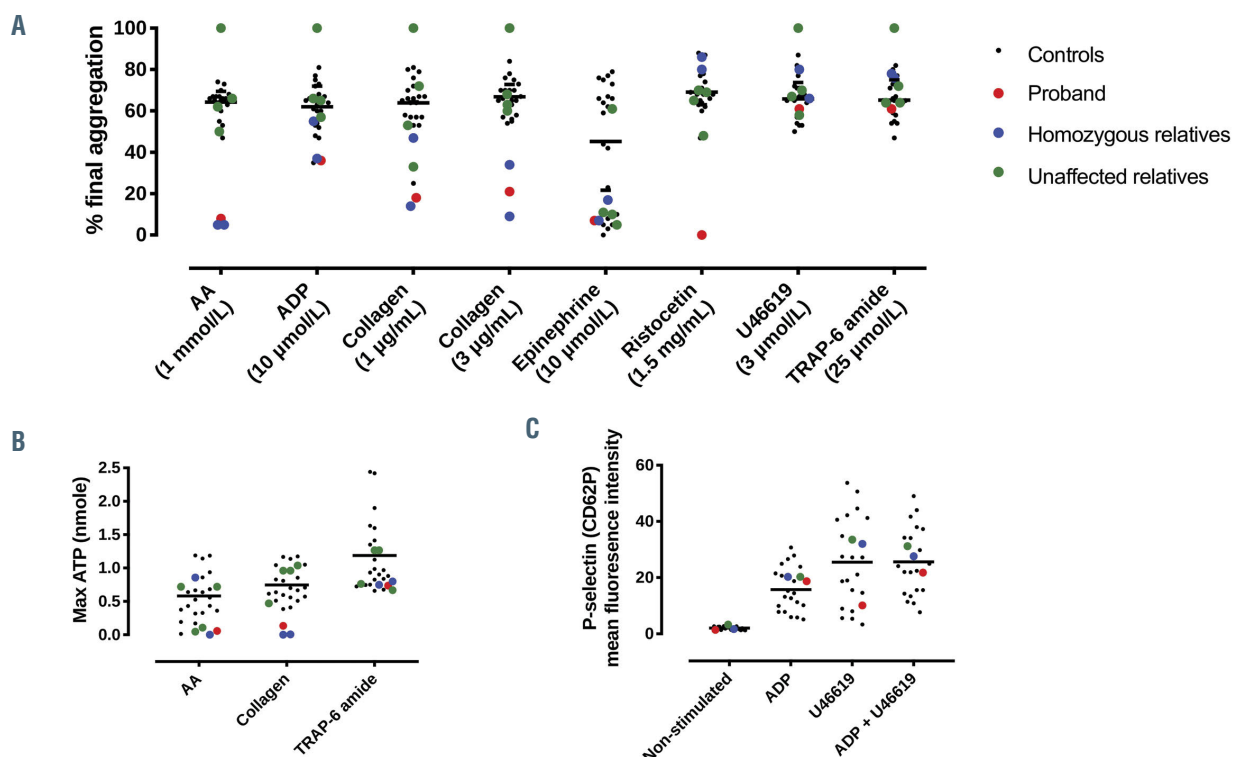 A
% final aggregation
100
80
60
40
20
0
AA
(1 mmol/L)
ADP
(10 µmol/L)
Collagen
(1 µg/mL)
Collagen
(3 µg/mL)
Epinephrine
(10 µmol/L)
Ristocetin
(1.5 mg/mL)
U46619
(3 µmol/L)
TRAP-6 amide
(25 µmol/L)
Controls
Proband
Homozygous relatives
Unaffected relatives
B
Max ATP (nmole)
2.5
2.0
1.5
1.0
0.5
0.0
AA
Collagen
TRAP-6 amide
C
P-selectin (CD62P)
mean fluoresence intensity
60
40
20
0
Non-stimulated
ADP
U46619
ADP + U46619